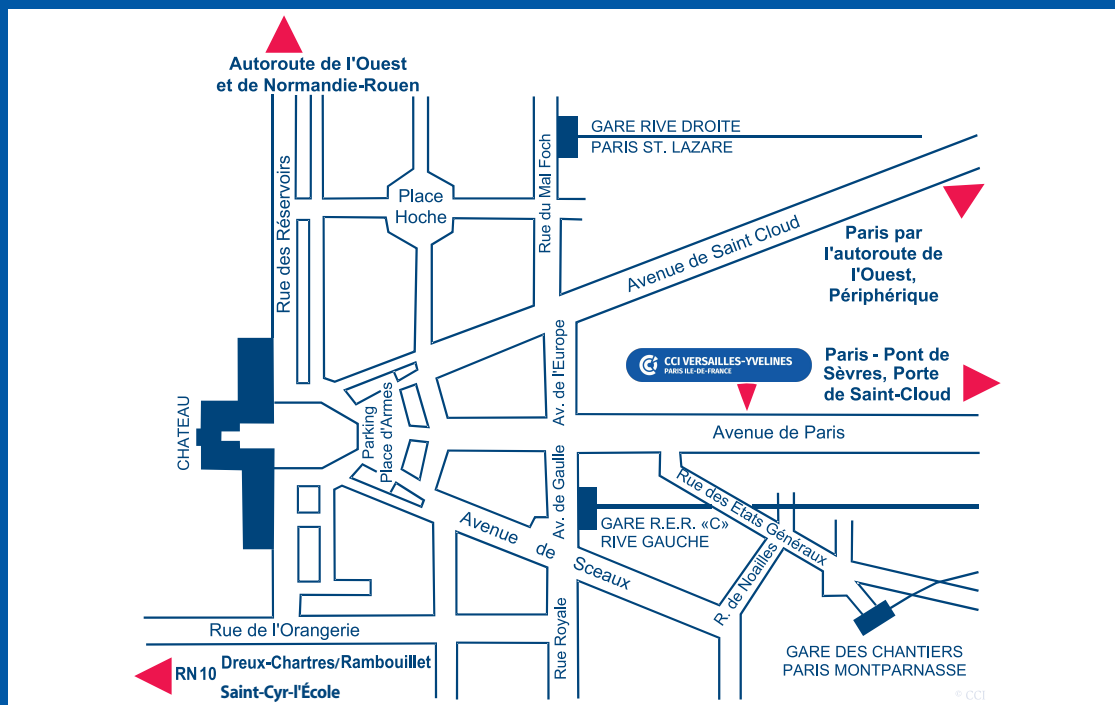 Autoroute de l'Ouest
et de Normandie-Rouen
GARE RIVE DROITE
PARIS ST. LAZARE
Rue des Réservoirs
Place
Hoche
Rue du Mal Foch
Avenue de Saint Cloud
Paris par
l'autoroute de
l'Ouest,
Périphérique
Av. de l'Europe
CCI VERSAILLES-YVELINES
PARIS ILE-DE-FRANCE
Paris - Pont de
Sèvres, Porte
de Saint-Cloud
CHATEAU
Parking
Place d'Armes
Avenue de Paris
Av. de Gaulle
Rue des Etats Généraux
GARE R.E.R. «C»
RIVE GAUCHE
Avenue de Sceaux
R. de Noailles
Rue de l'Orangerie
Rue Royale
GARE DES CHANTIERS
PARIS MONTPARNASSE
RN 10 Dreux-Chartres/Rambouillet
Saint-Cyr-l'École
© CCI